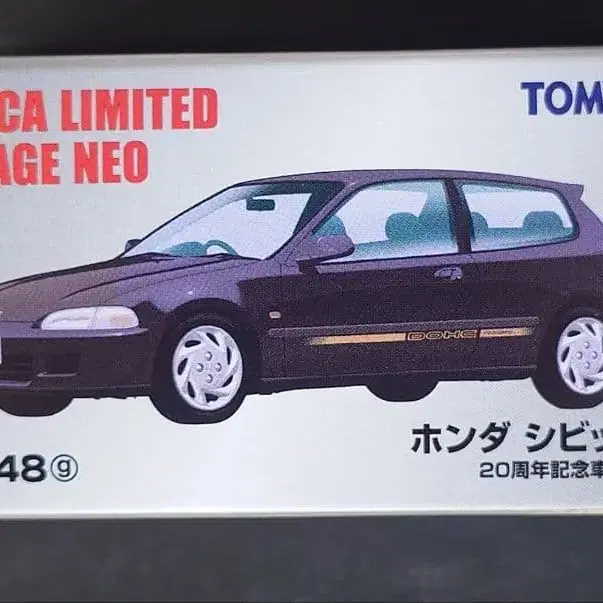 CA LIMITED
AGE NEO
TOM
DOHC
48ⓖ
ホンダ シビッ
20周年記念車